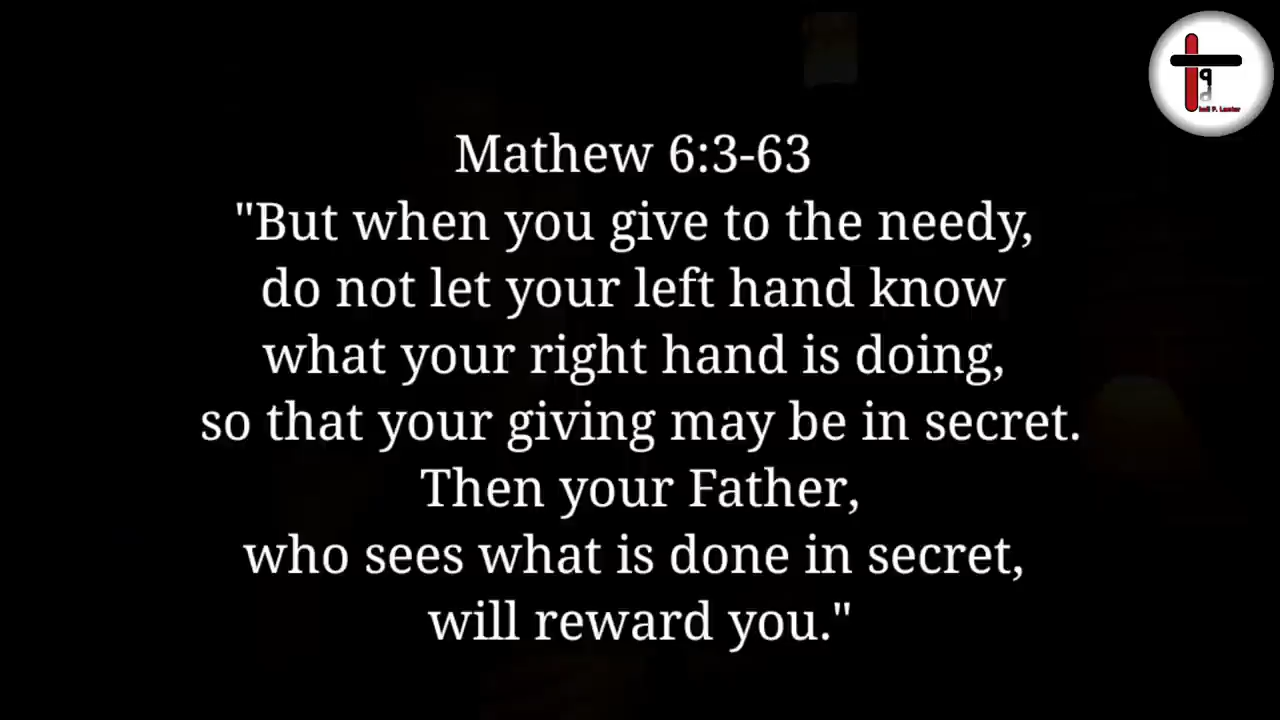 Mathew 6:3-63
"But when you give to the needy,
do not let your left hand know
what your right hand is doing,
so that your giving may be in secret.
Then your Father,
who sees what is done in secret,
will reward you."